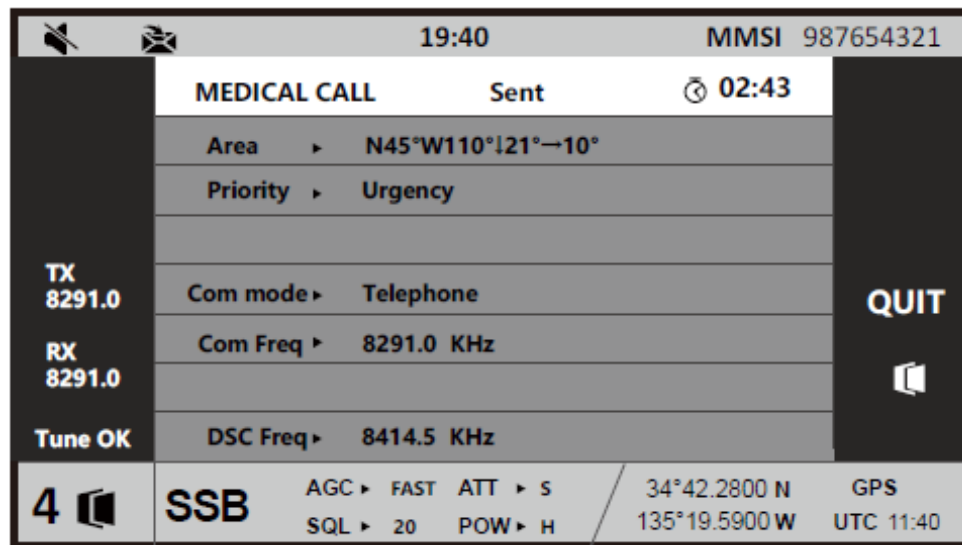 19:40 MMSI 987654321
MEDICAL CALL Sent 02:43
Area ▸ N45°W110°↓21°→10°
Priority ▸ Urgency
TX
8291.0
Com mode ▸ Telephone
RX
8291.0
Com Freq ▸ 8291.0 KHz
Tune OK
DSC Freq ▸ 8414.5 KHz
QUIT
4 SSB
AGC ▸ FAST ATT ▸ S
SQL ▸ 20 POW ▸ H
34°42.2800 N GPS
135°19.5900 W UTC 11:40